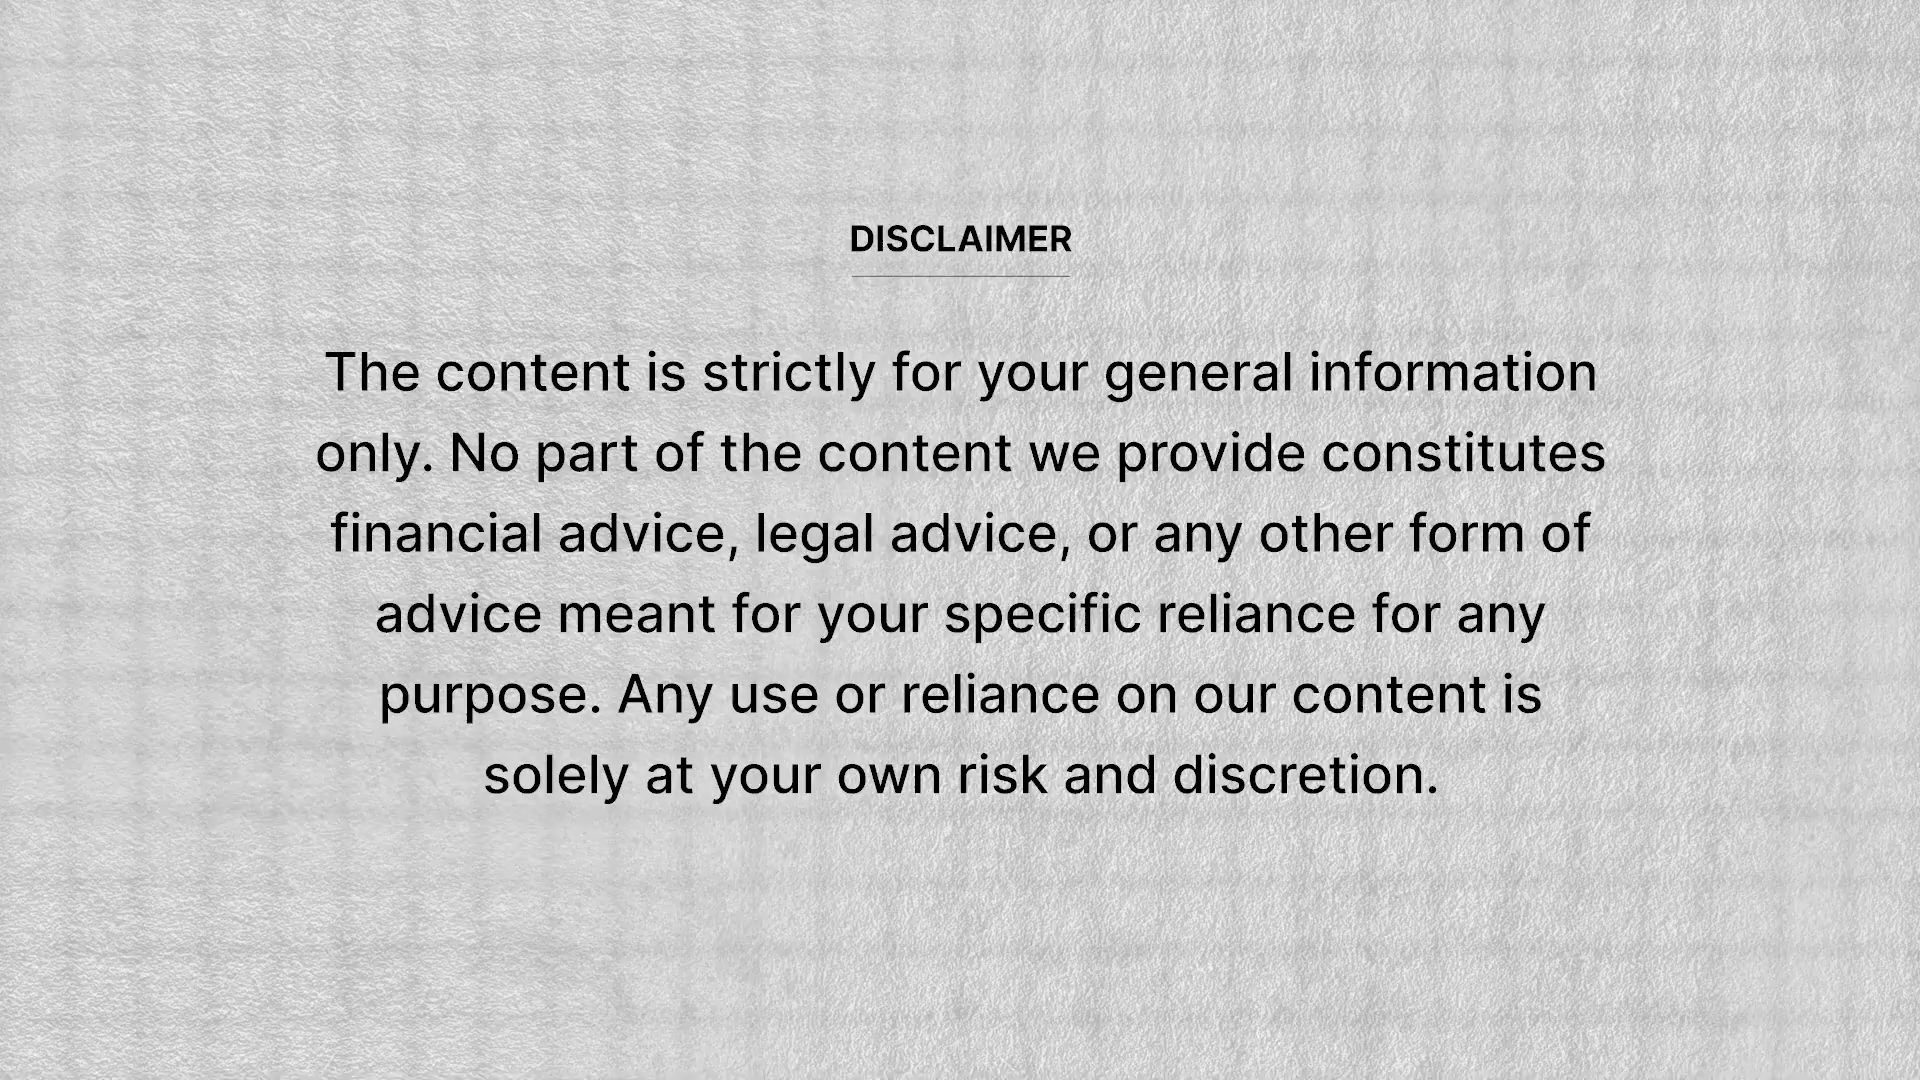 DISCLAIMER
The content is strictly for your general information
only. No part of the content we provide constitutes
financial advice, legal advice, or any other form of
advice meant for your specific reliance for any
purpose. Any use or reliance on our content is
solely at your own risk and discretion.